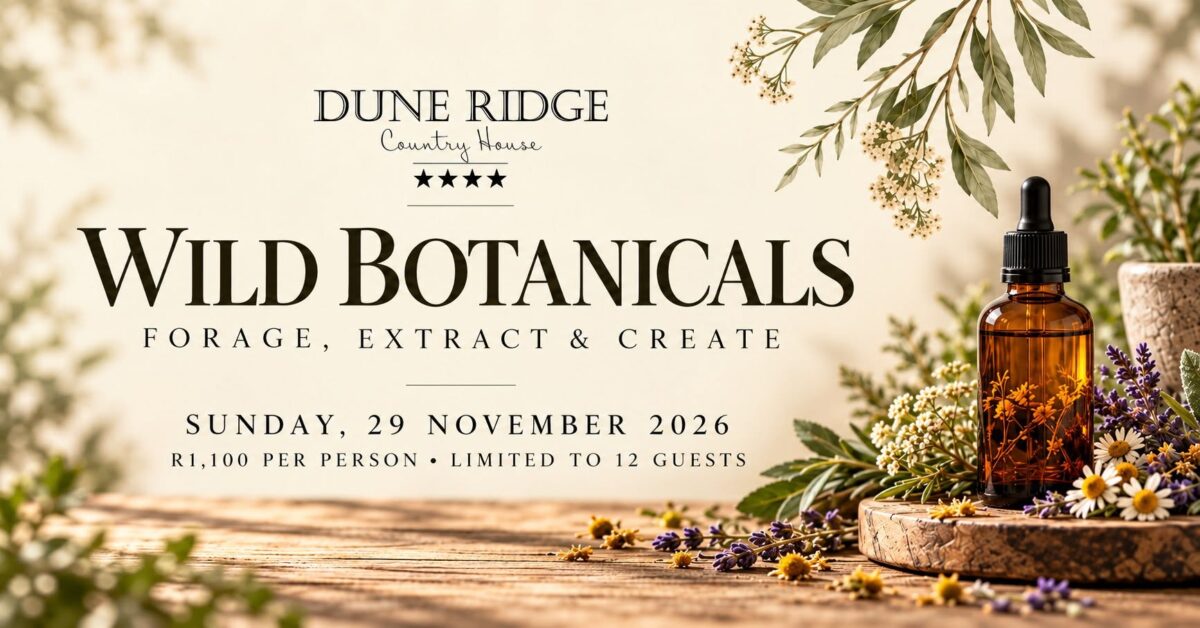 DUNE RIDGE
Country House
★★★★
WILD BOTANICALS
FORAGE, EXTRACT & CREATE
SUNDAY, 29 NOVEMBER 2026
R1,100 PER PERSON • LIMITED TO 12 GUESTS